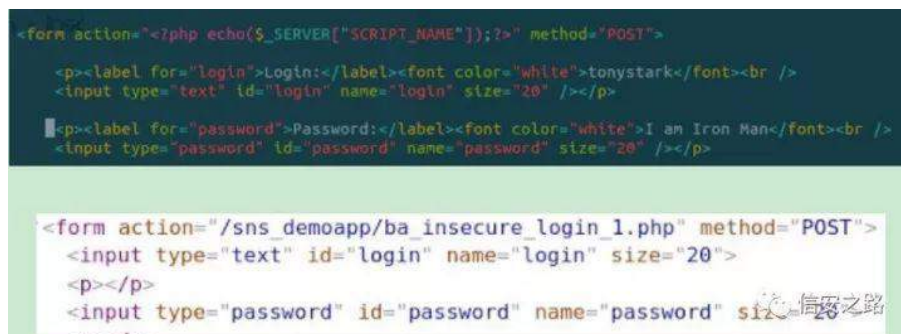 <form action="<?php echo($_SERVER["SCRIPT_NAME"]);?>" method="POST">
<p><label for="login">Login:</label><font color="white">tonystark</font><br />
<input type="text" id="login" name="login" size="20" /></p>
<p><label for="password">Password:</label><font color="white">I am Iron Man</font><br />
<input type="password" id="password" name="password" size="20" /></p>
<form action="/sns_demoapp/ba_insecure_login_1.php" method="POST">
<input type="text" id="login" name="login" size="20">
<p></p>
<input type="password" id="password" name="password" size="20"
信安之路